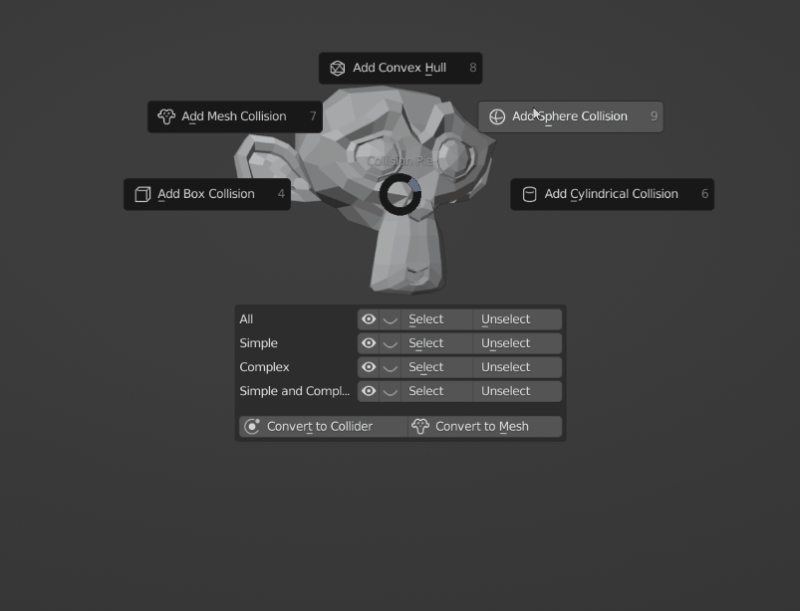 Add Convex Hull 8
Add Mesh Collision 7
Add Sphere Collision 9
Collision Pie
Add Box Collision 4
Add Cylindrical Collision 6
All Select Unselect
Simple Select Unselect
Complex Select Unselect
Simple and Compl... Select Unselect
Convert to Collider Convert to Mesh